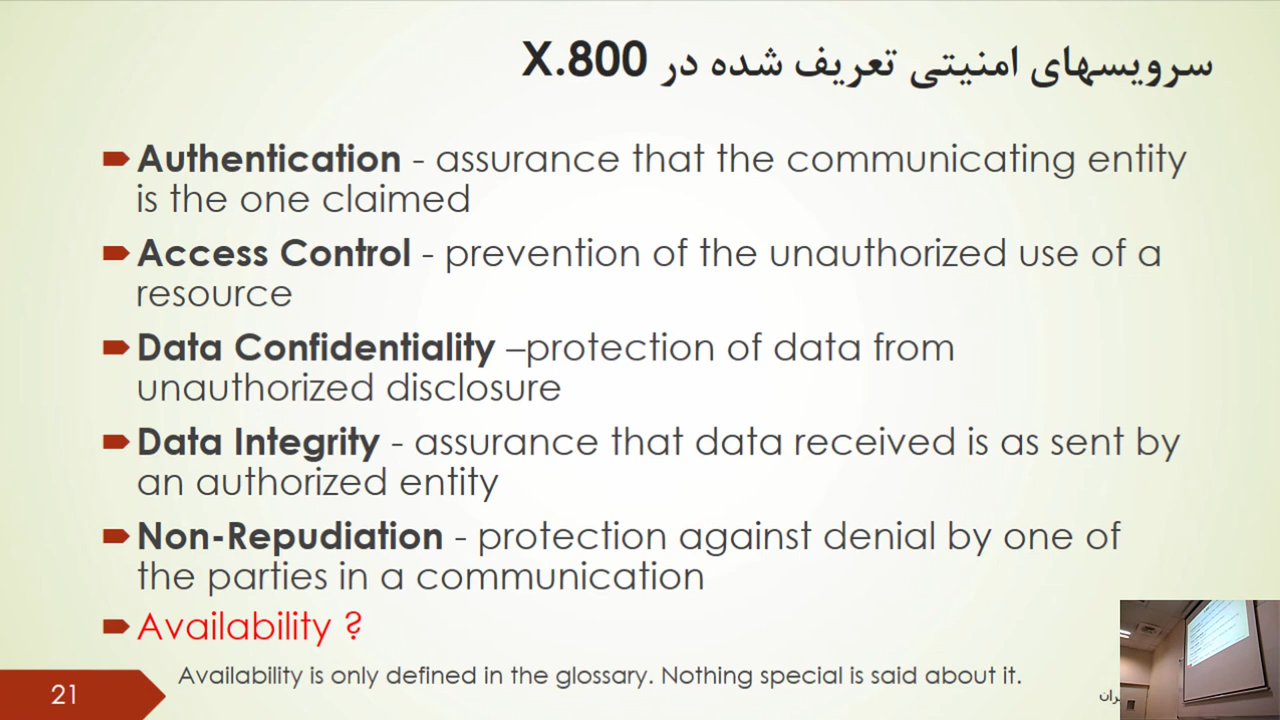 سرویسهای امنیتی تعریف شده در X.800
Authentication - assurance that the communicating entity
is the one claimed
Access Control - prevention of the unauthorized use of a
resource
Data Confidentiality –protection of data from
unauthorized disclosure
Data Integrity - assurance that data received is as sent by
an authorized entity
Non-Repudiation - protection against denial by one of
the parties in a communication
Availability ?
Availability is only defined in the glossary. Nothing special is said about it.
21